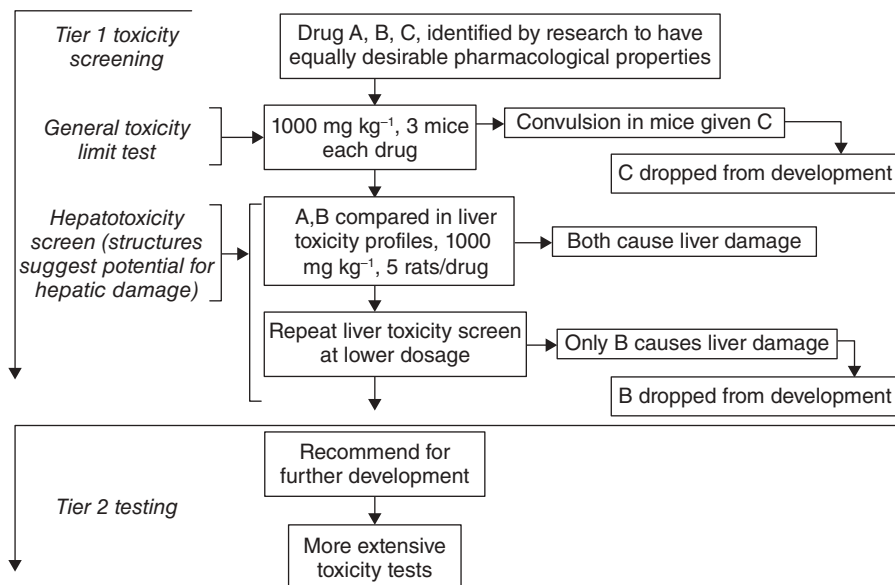 Tier 1 toxicity
screening
Drug A, B, C, identified by research to have
equally desirable pharmacological properties
General toxicity
limit test
1000 mg kg⁻¹, 3 mice
each drug
Convulsion in mice given C
C dropped from development
Hepatotoxicity
screen (structures
suggest potential for
hepatic damage)
A,B compared in liver
toxicity profiles, 1000
mg kg⁻¹, 5 rats/drug
Both cause liver damage
Repeat liver toxicity screen
at lower dosage
Only B causes liver damage
B dropped from development
Recommend for
further development
Tier 2 testing
More extensive
toxicity tests